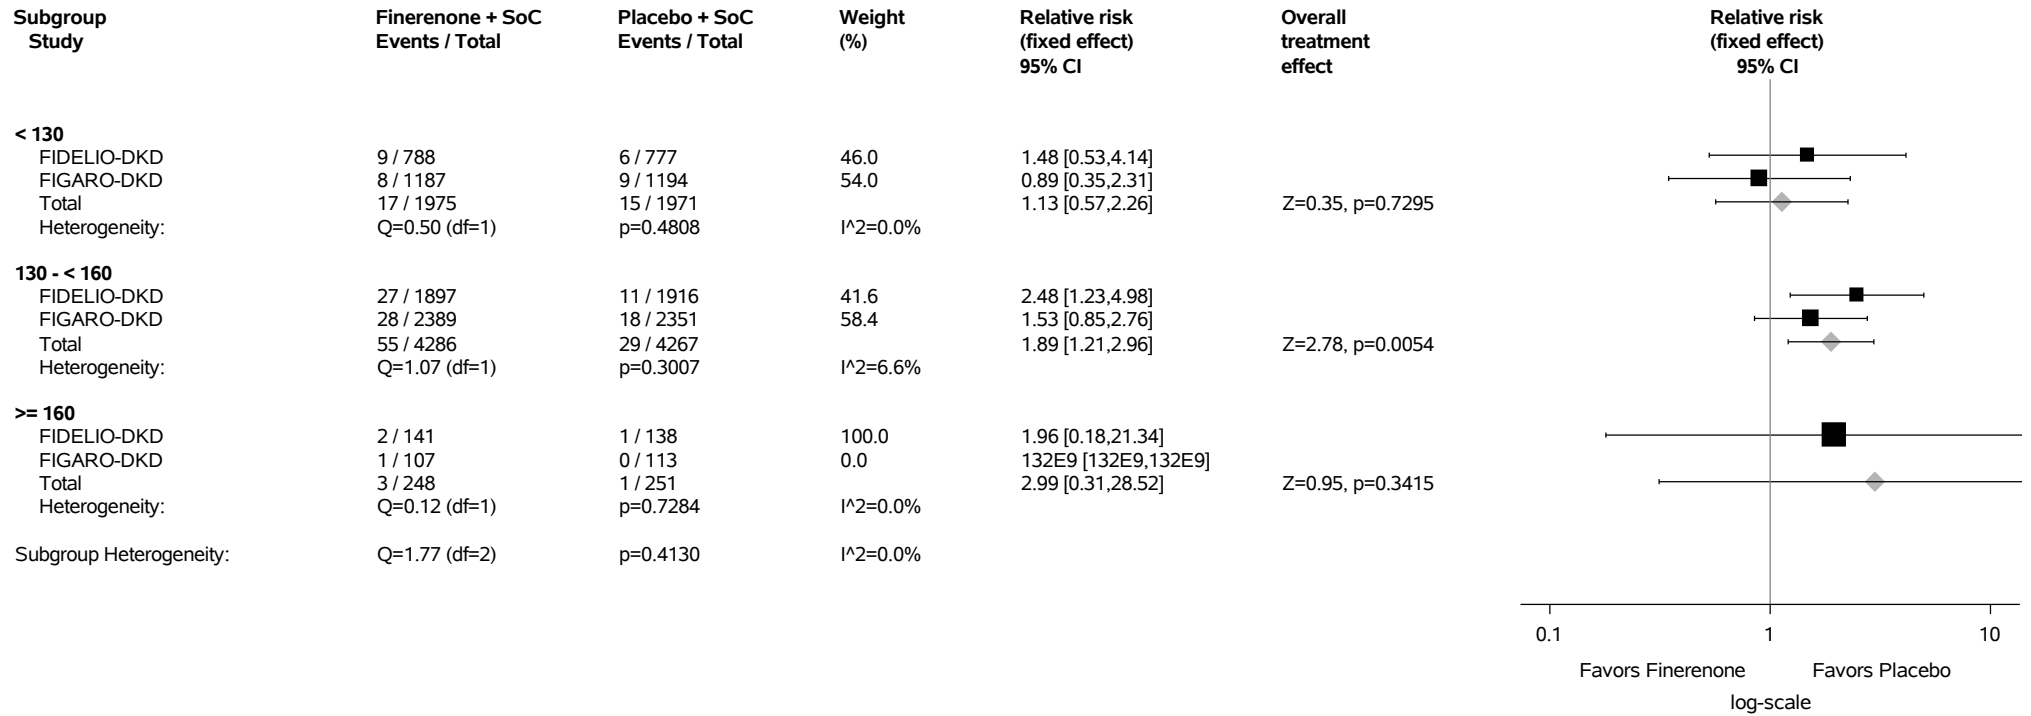 Subgroup Finerenone + SoC Placebo + SoC Weight Relative risk Overall Relative risk
Study Events / Total Events / Total (%) (fixed effect) treatment (fixed effect)
95% CI effect 95% CI
< 130
FIDELIO-DKD 9 / 788 6 / 777 46.0 1.48 [0.53,4.14]
FIGARO-DKD 8 / 1187 9 / 1194 54.0 0.89 [0.35,2.31]
Total 17 / 1975 15 / 1971 1.13 [0.57,2.26] Z=0.35, p=0.7295
Heterogeneity: Q=0.50 (df=1) p=0.4808 I^2=0.0%
130 - < 160
FIDELIO-DKD 27 / 1897 11 / 1916 41.6 2.48 [1.23,4.98]
FIGARO-DKD 28 / 2389 18 / 2351 58.4 1.53 [0.85,2.76]
Total 55 / 4286 29 / 4267 1.89 [1.21,2.96] Z=2.78, p=0.0054
Heterogeneity: Q=1.07 (df=1) p=0.3007 I^2=6.6%
>= 160
FIDELIO-DKD 2 / 141 1 / 138 100.0 1.96 [0.18,21.34]
FIGARO-DKD 1 / 107 0 / 113 0.0 132E9 [132E9,132E9]
Total 3 / 248 1 / 251 2.99 [0.31,28.52] Z=0.95, p=0.3415
Heterogeneity: Q=0.12 (df=1) p=0.7284 I^2=0.0%
Subgroup Heterogeneity: Q=1.77 (df=2) p=0.4130 I^2=0.0%
0.1 1 10
Favors Finerenone Favors Placebo
log-scale